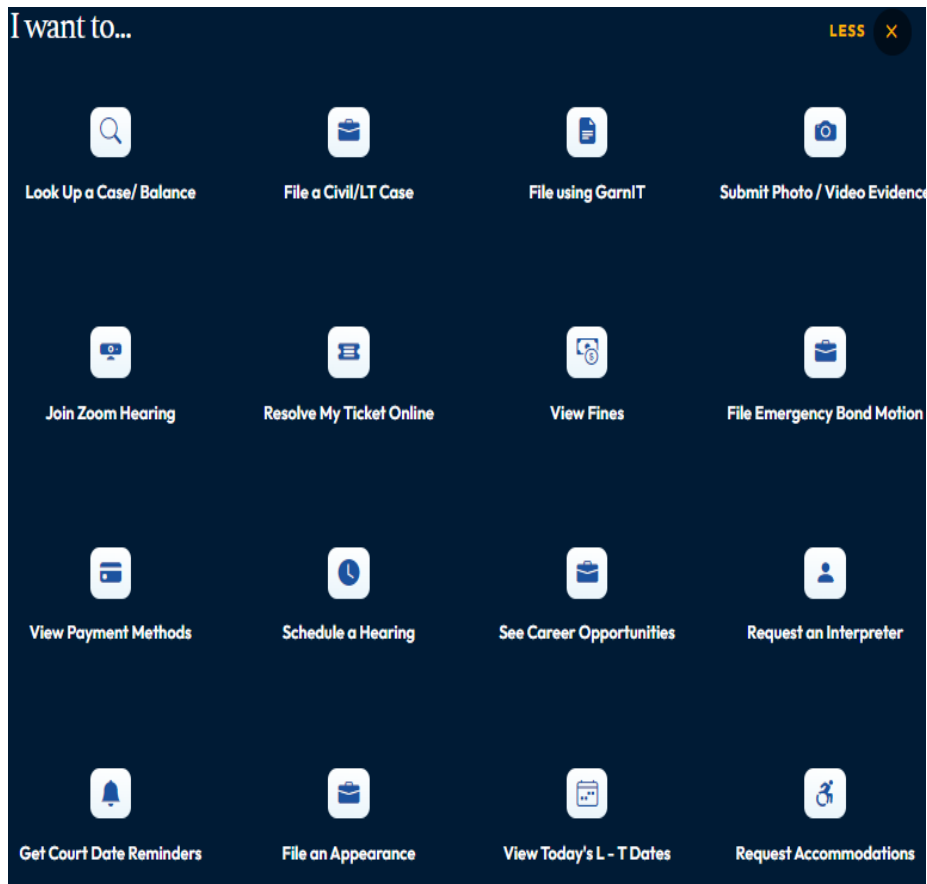 I want to...
LESS X
Look Up a Case/ Balance
File a Civil/LT Case
File using GarnIT
Submit Photo / Video Evidence
Join Zoom Hearing
Resolve My Ticket Online
View Fines
File Emergency Bond Motion
View Payment Methods
Schedule a Hearing
See Career Opportunities
Request an Interpreter
Get Court Date Reminders
File an Appearance
View Today's L - T Dates
Request Accommodations